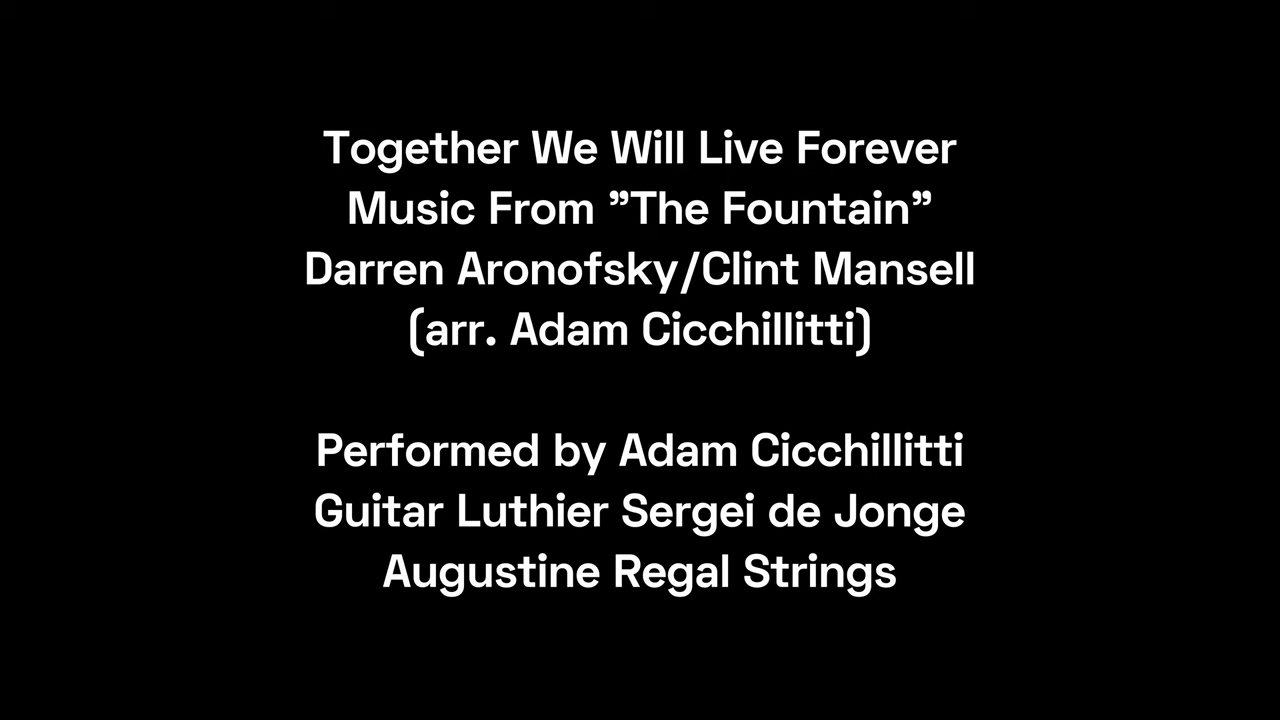 Together We Will Live Forever
Music From ”The Fountain”
Darren Aronofsky/Clint Mansell
(arr. Adam Cicchillitti)
Performed by Adam Cicchillitti
Guitar Luthier Sergei de Jonge
Augustine Regal Strings